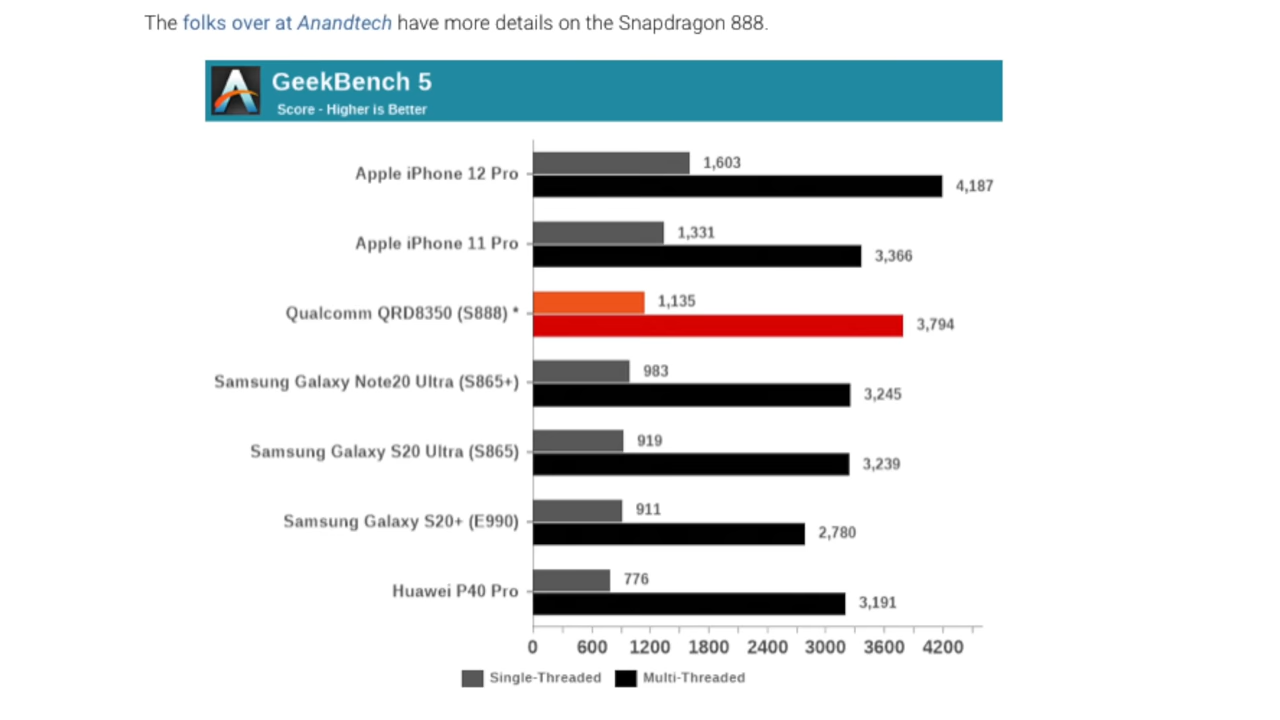 The folks over at Anandtech have more details on the Snapdragon 888.
GeekBench 5
Score - Higher is Better
Apple iPhone 12 Pro
1,603
4,187
Apple iPhone 11 Pro
1,331
3,366
Qualcomm QRD8350 (S888) *
1,135
3,794
Samsung Galaxy Note20 Ultra (S865+)
983
3,245
Samsung Galaxy S20 Ultra (S865)
919
3,239
Samsung Galaxy S20+ (E990)
911
2,780
Huawei P40 Pro
776
3,191
0 600 1200 1800 2400 3000 3600 4200
Single-Threaded Multi-Threaded